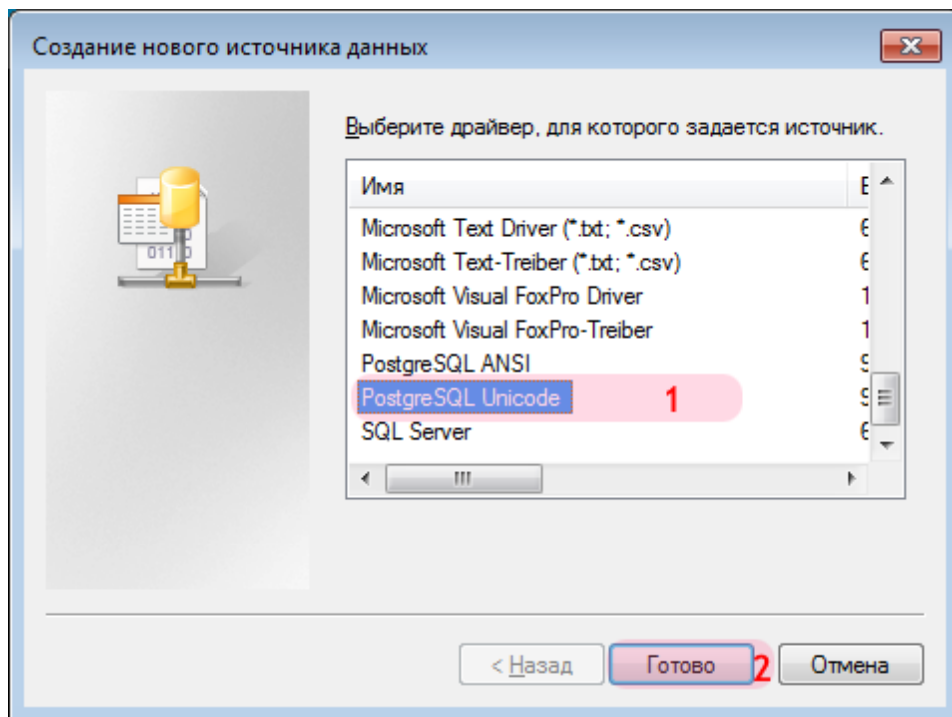 Создание нового источника данных
Выберите драйвер, для которого задается источник.
Имя
Microsoft Text Driver (*.txt; *.csv)
Microsoft Text-Treiber (*.txt; *.csv)
Microsoft Visual FoxPro Driver
Microsoft Visual FoxPro-Treiber
PostgreSQL ANSI
PostgreSQL Unicode 1
SQL Server
< Назад Готово 2 Отмена